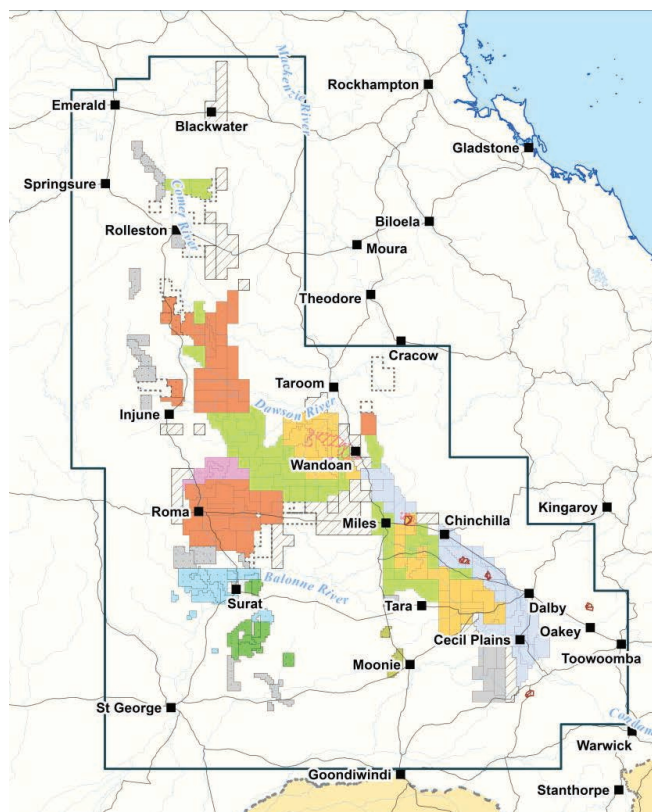 Mackenzie River
Rockhampton
Emerald
Blackwater
Gladstone
Springsure
Comet River
Biloela
Rolleston
Moura
Theodore
Cracow
Taroom
Injune
Dawson River
Wandoan
Kingaroy
Roma
Miles
Chinchilla
Balonne River
Surat
Tara
Dalby
Oakey
Cecil Plains
Toowoomba
Moonie
St George
Condam
Warwick
Goondiwindi
Stanthorpe